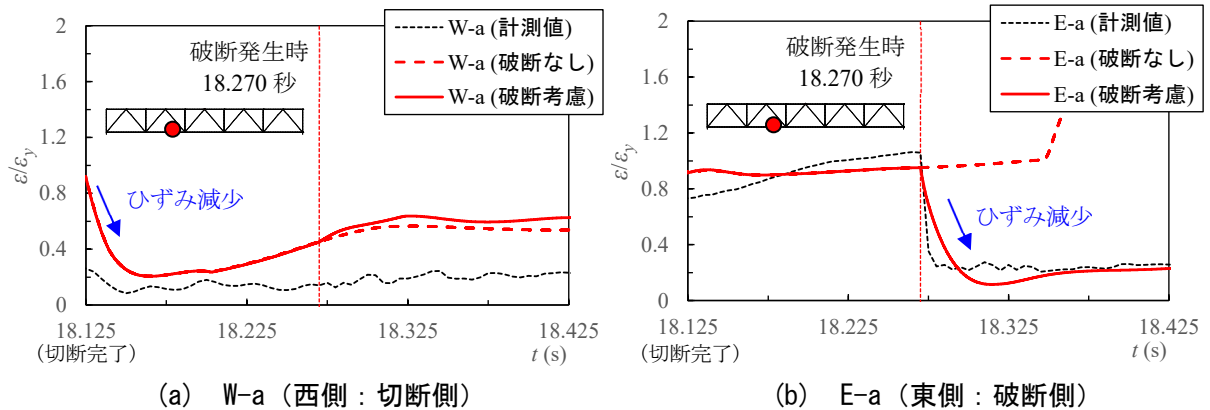 2
1.6
1.2
0.8
0.4
0
ε/εy
破断発生時
18.270 秒
W-a (計測値)
W-a (破断なし)
W-a (破断考慮)
ひずみ減少
18.125
18.225
18.325
18.425
(切断完了)
t (s)
(a) W-a (西側：切断側)
2
1.6
1.2
0.8
0.4
0
ε/εy
破断発生時
18.270 秒
E-a (計測値)
E-a (破断なし)
E-a (破断考慮)
ひずみ減少
18.125
18.225
18.325
18.425
(切断完了)
t (s)
(b) E-a (東側：破断側)